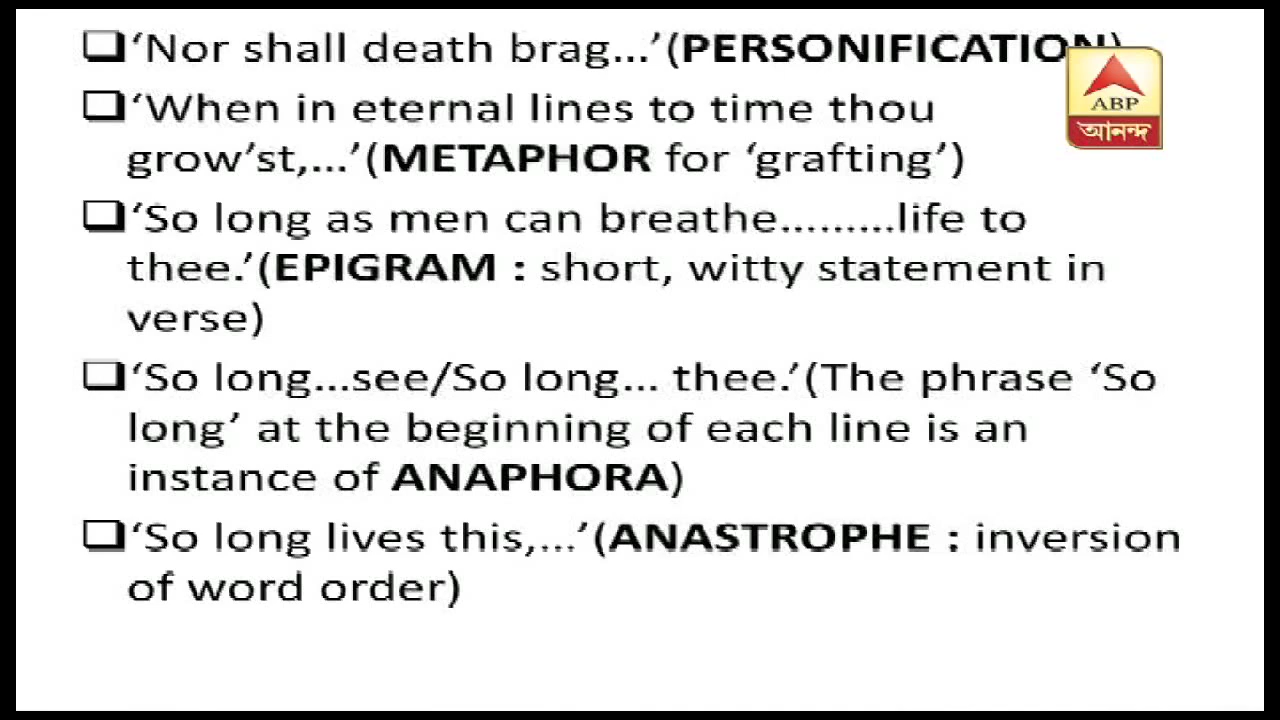 ❑‘Nor shall death brag...’(PERSONIFICATION)
ABP
আনন্দ
❑‘When in eternal lines to time thou
grow’st,...’(METAPHOR for ‘grafting’)
❑‘So long as men can breathe.........life to
thee.’(EPIGRAM : short, witty statement in
verse)
❑‘So long...see/So long... thee.’(The phrase ‘So
long’ at the beginning of each line is an
instance of ANAPHORA)
❑‘So long lives this,...’(ANASTROPHE : inversion
of word order)